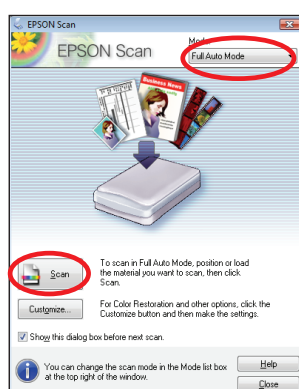 EPSON Scan
EPSON Scan
Full Auto Mode
Business News
To scan in Full Auto Mode, position or load
the material you want to scan, then click
Scan.
Scan
For Color Restoration and other options, click the
Customize button and then make the settings.
Customize...
Show this dialog box before next scan.
You can change the scan mode in the Mode list box
at the top right of the window.
Help
Close